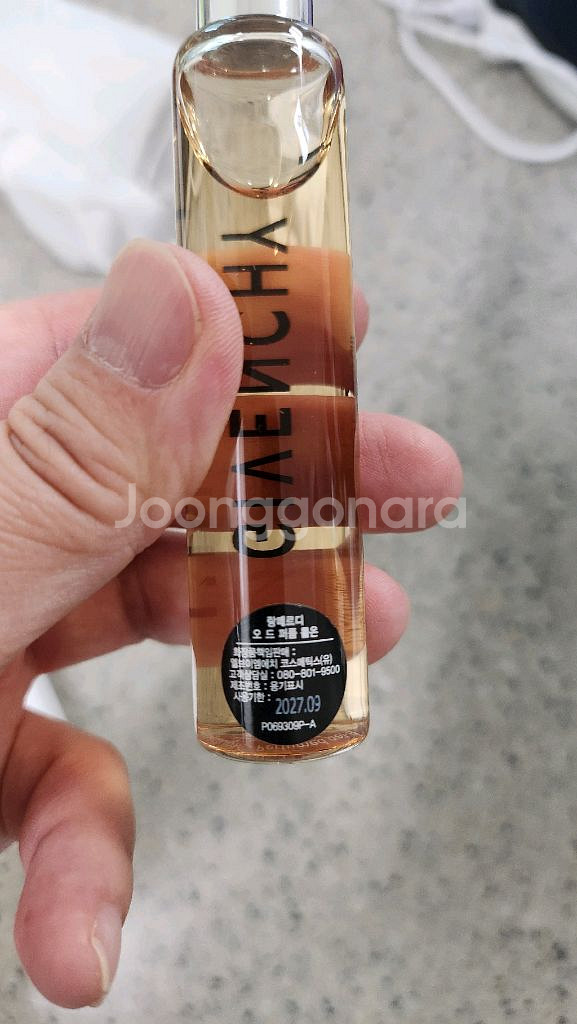 GIVENCHY
Joonggonara
랑떼르디
오 드 퍼퓸 롤온
화장품책임판매 :
엘브이엠에치 코스메틱스(유)
고객상담실 : 080-801-9500
제조번호 : 용기표시
사용기한 : 2027.09
P069309P-A